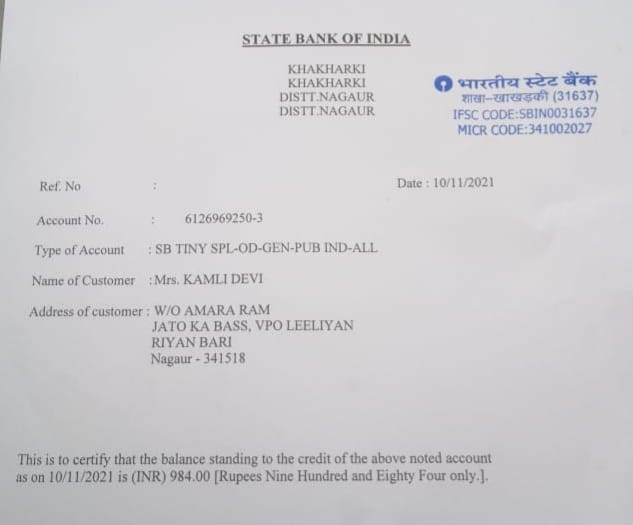 STATE BANK OF INDIA
KHAKHARKI
KHAKHARKI
DISTT.NAGAUR
DISTT.NAGAUR
भारतीय स्टेट बैंक
शाखा–खाखड़की (31637)
IFSC CODE:SBIN0031637
MICR CODE:341002027
Ref. No :
Date : 10/11/2021
Account No. : 6126969250-3
Type of Account : SB TINY SPL-OD-GEN-PUB IND-ALL
Name of Customer : Mrs. KAMLI DEVI
Address of customer : W/O AMARA RAM
JATO KA BASS, VPO LEELIYAN
RIYAN BARI
Nagaur - 341518
This is to certify that the balance standing to the credit of the above noted account
as on 10/11/2021 is (INR) 984.00 [Rupees Nine Hundred and Eighty Four only.].